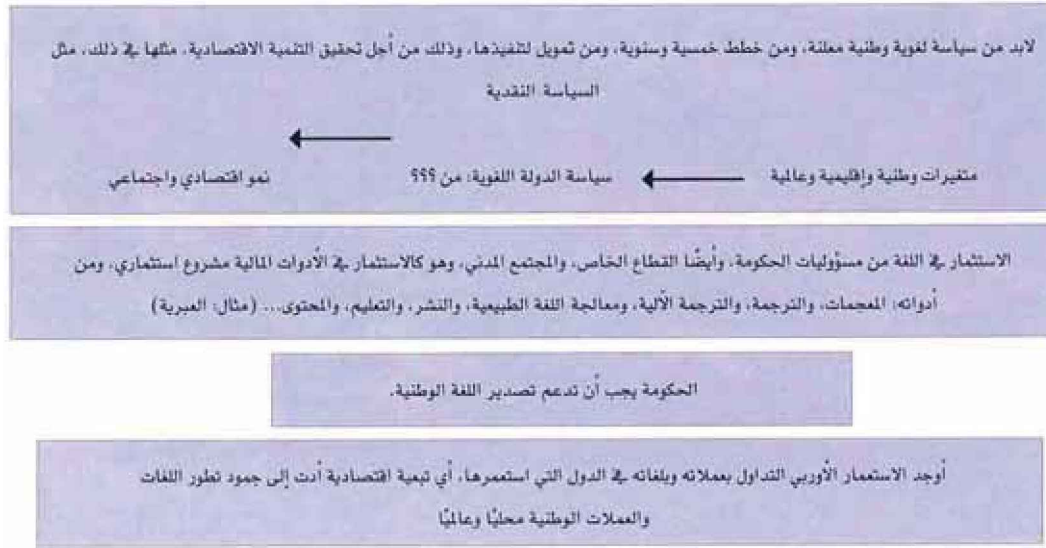 لابد من سياسة لغوية وطنية معلنة، ومن خطط خمسية وسنوية، ومن تمويل لتنفيذها، وذلك من أجل تحقيق التنمية الاقتصادية، مثلها في ذلك، مثل
السياسة النقدية
متغيرات وطنية وإقليمية وعالمية ← سياسة الدولة اللغوية: من ؟؟؟ ← نمو اقتصادي واجتماعي
الاستثمار في اللغة من مسؤوليات الحكومة، وأيضًا القطاع الخاص، والمجتمع المدني، وهو كالاستثمار في الأدوات المالية مشروع استثماري، ومن
أدواته: المعجمات، والترجمة، والترجمة الآلية، ومعالجة اللغة الطبيعية، والنشر، والتعليم، والمحتوى... (مثال: العبرية)
الحكومة يجب أن تدعم تصدير اللغة الوطنية.
أوجد الاستعمار الأوربي التداول بعملاته وبلغاته في الدول التي استعمرها، أي تبعية اقتصادية أدت إلى جمود تطور اللغات
والعملات الوطنية محليًا وعالميًا